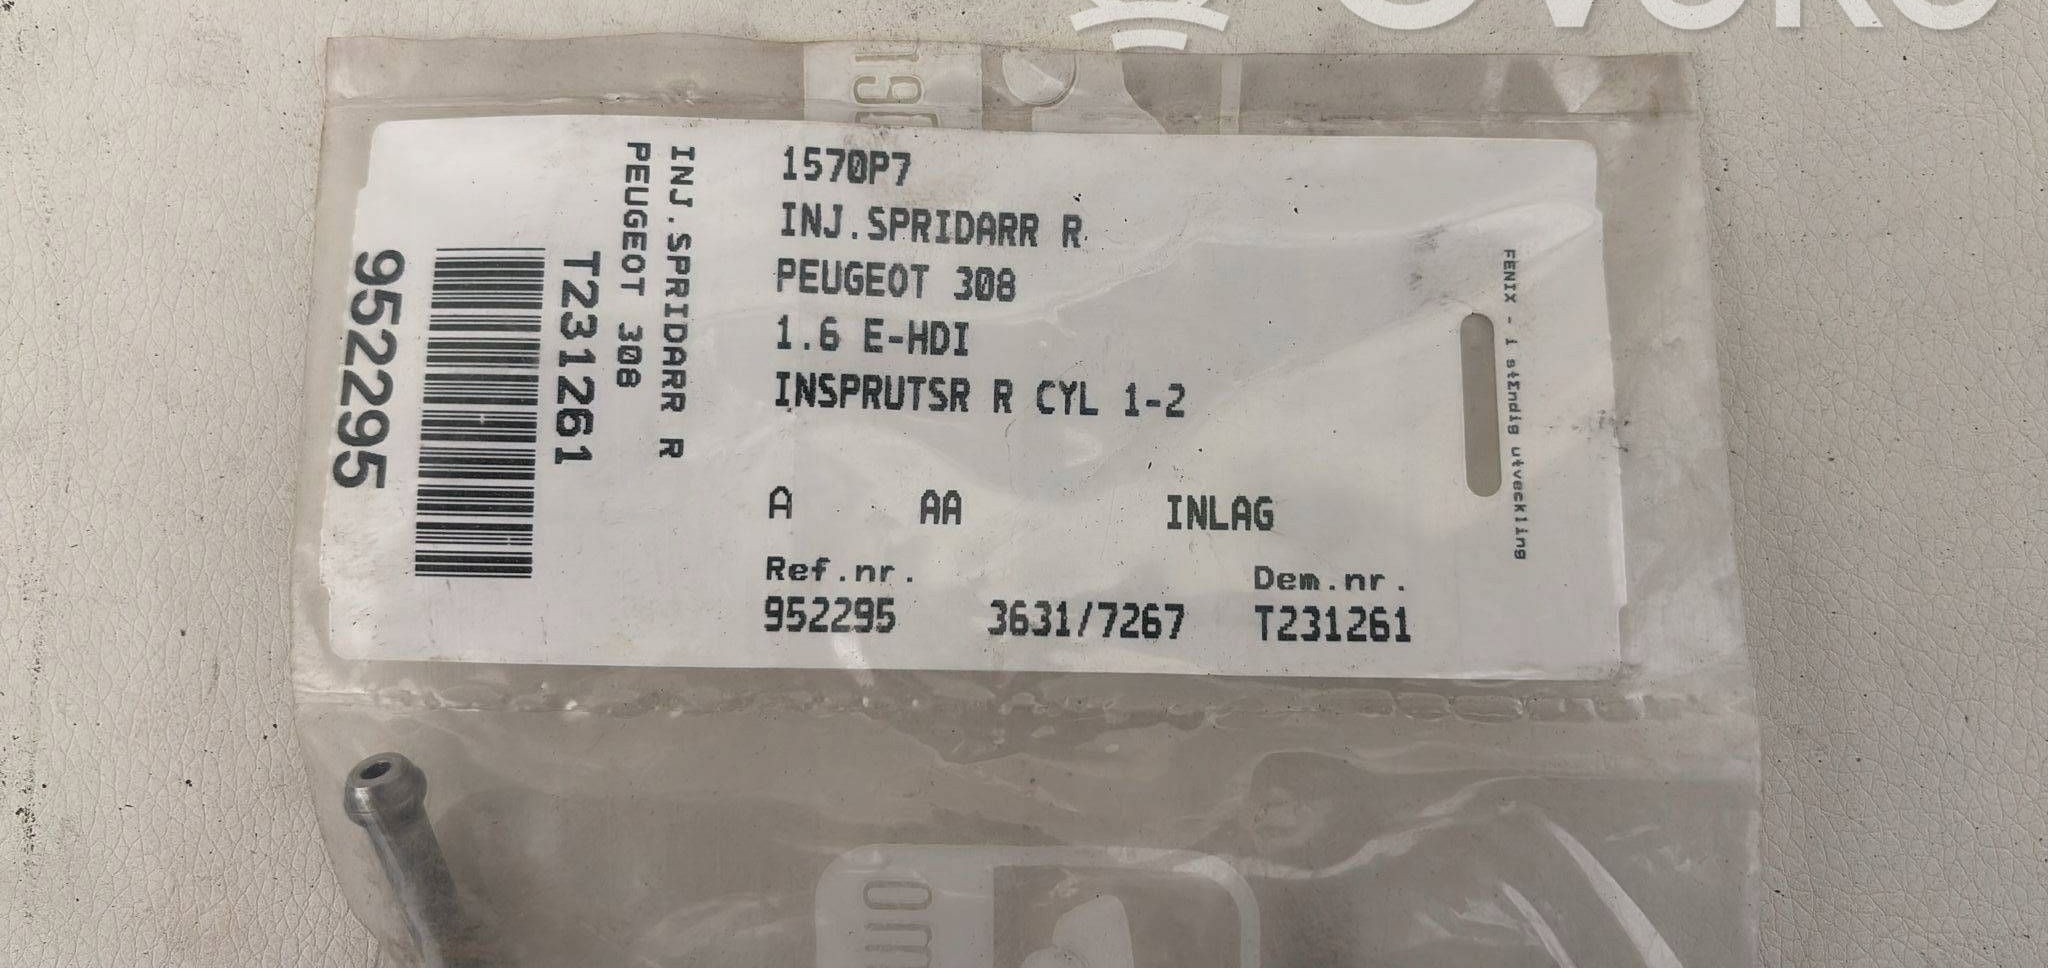 1570P7
INJ.SPRIDARR R
PEUGEOT 308
1.6 E-HDI
INSPRUTSR R CYL 1-2
A AA INLAG
Ref.nr. Dem.nr.
952295 3631/7267 T231261
INJ.SPRIDARR R
PEUGEOT 308
T231261
952295
FENIX - i stΣndig utveckling